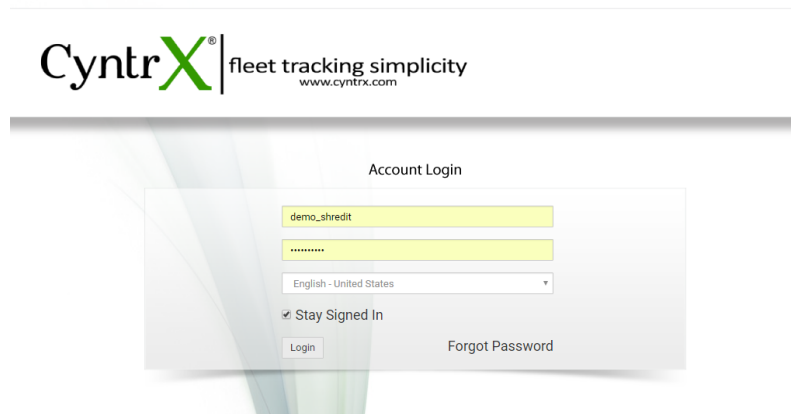 CyntrX® fleet tracking simplicity
www.cyntrx.com
Account Login
demo_shredit
••••••••••
English - United States
Stay Signed In
Login Forgot Password